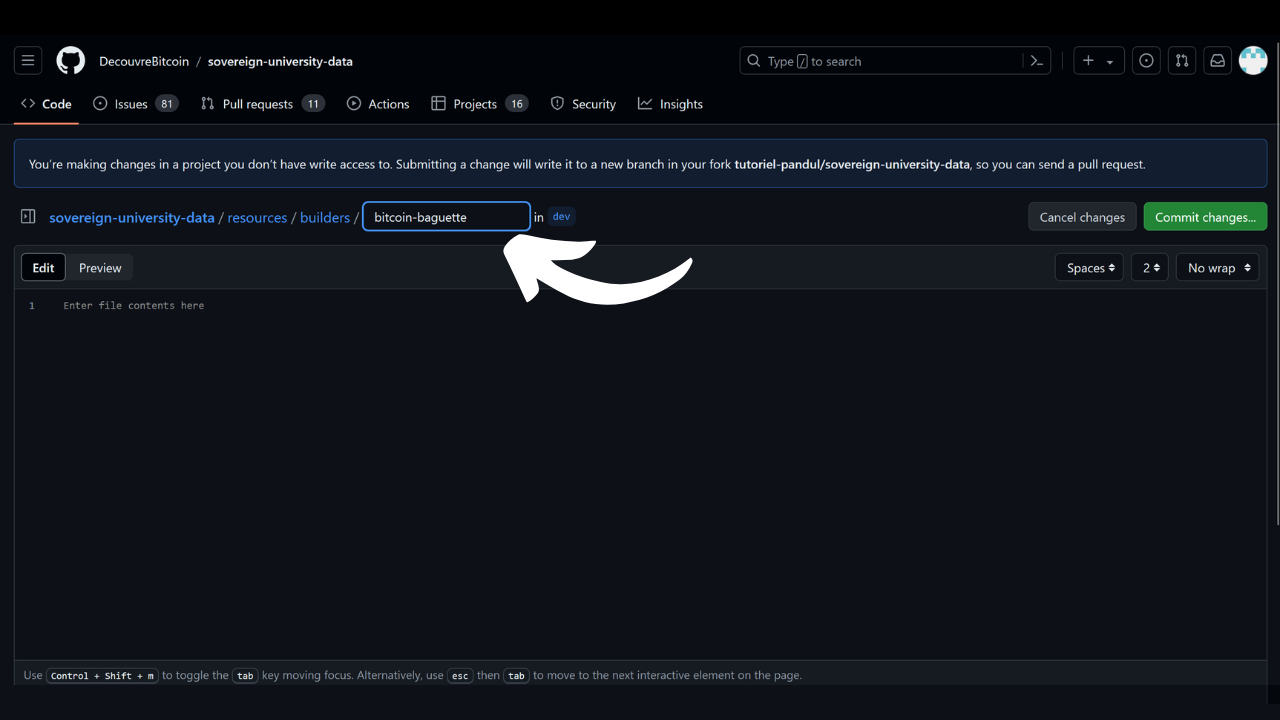 DecouvreBitcoin / sovereign-university-data
Type / to search
Code
Issues 81
Pull requests 11
Actions
Projects 16
Security
Insights
You're making changes in a project you don't have write access to. Submitting a change will write it to a new branch in your fork tutoriel-pandul/sovereign-university-data, so you can send a pull request.
sovereign-university-data / resources / builders / bitcoin-baguette in dev
Cancel changes
Commit changes...
Edit
Preview
Spaces
2
No wrap
1 Enter file contents here
Use Control + Shift + m to toggle the tab key moving focus. Alternatively, use esc then tab to move to the next interactive element on the page.